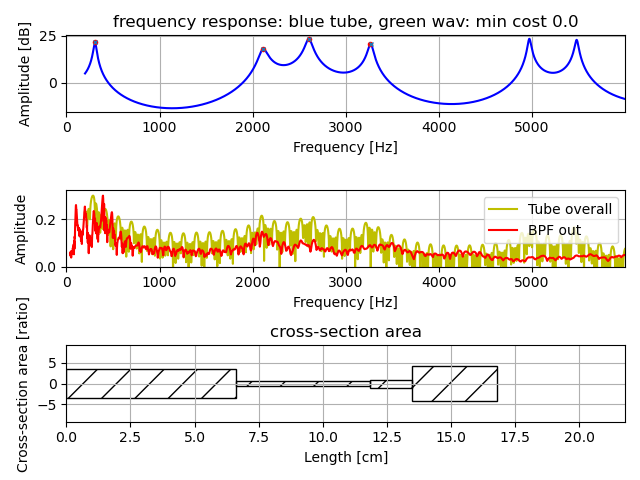 frequency response: blue tube, green wav: min cost 0.0
Amplitude [dB]
25
0
0
1000
2000
3000
4000
5000
Frequency [Hz]
Amplitude
0.2
0.0
Tube overall
BPF out
0
1000
2000
3000
4000
5000
Frequency [Hz]
cross-section area
Cross-section area [ratio]
5
0
−5
0.0
2.5
5.0
7.5
10.0
12.5
15.0
17.5
20.0
Length [cm]